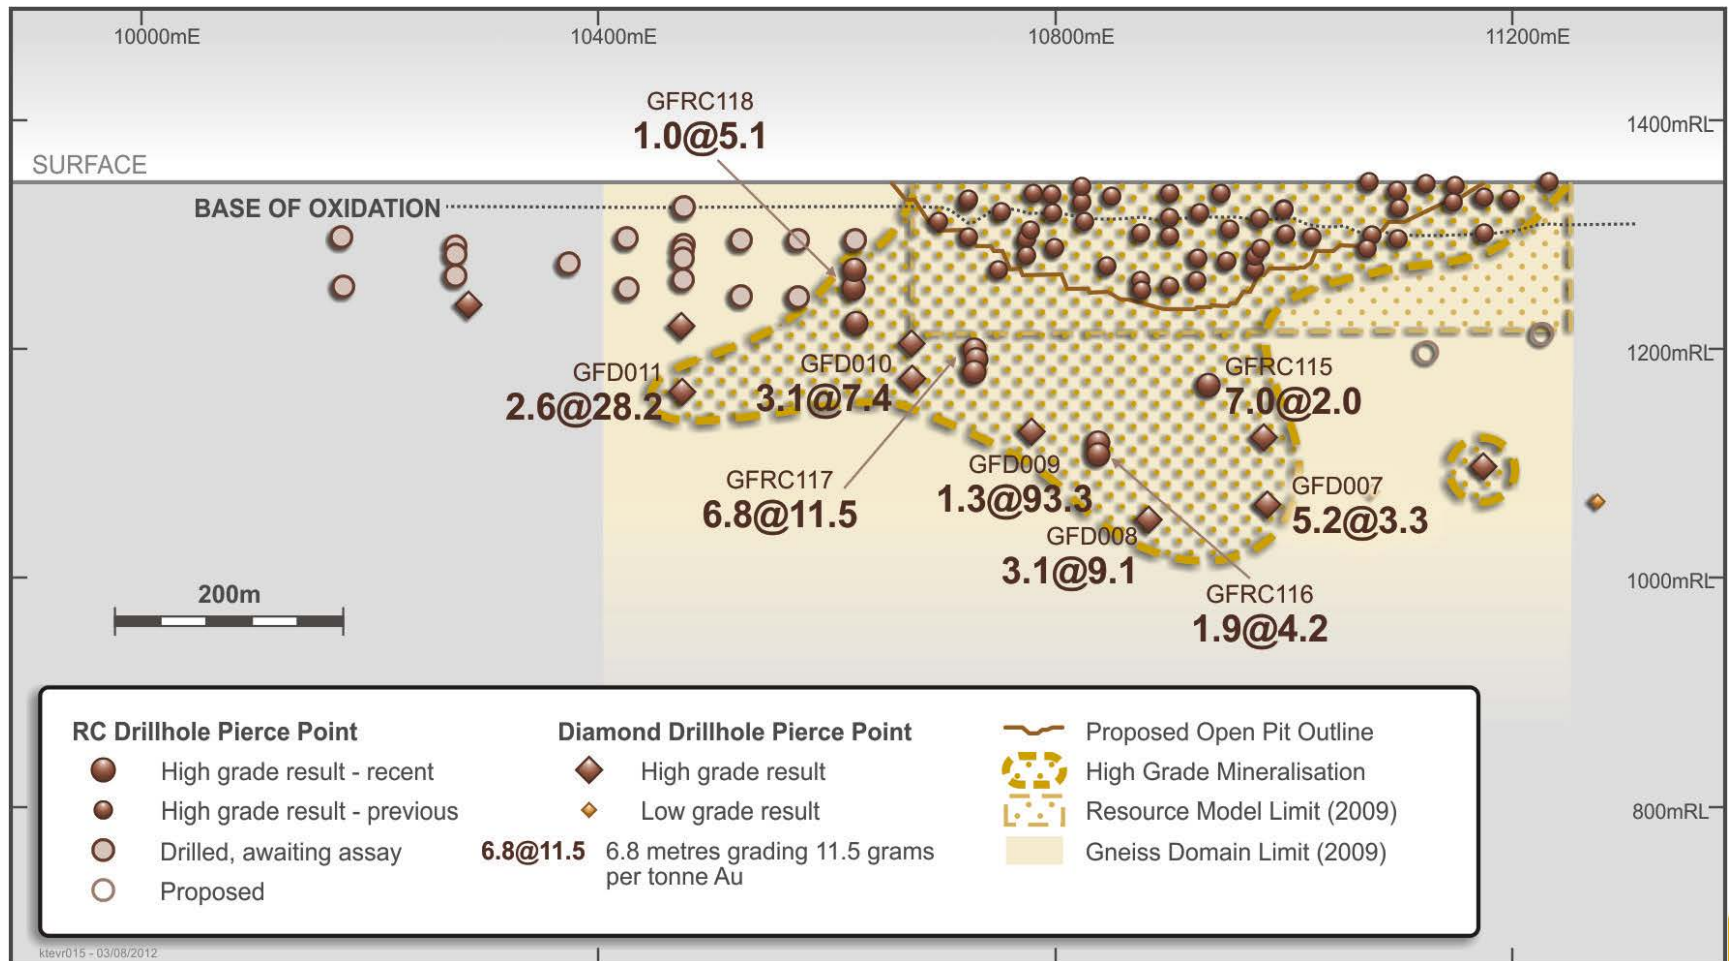 10000mE
10400mE
10800mE
11200mE
GFRC118
1.0@5.1
1400mRL
SURFACE
BASE OF OXIDATION
1200mRL
GFD011
2.6@28.2
GFD010
3.1@7.4
GFRC115
7.0@2.0
GFRC117
6.8@11.5
GFD009
1.3@93.3
GFD007
5.2@3.3
GFD008
3.1@9.1
200m
1000mRL
GFRC116
1.9@4.2
RC Drillhole Pierce Point
High grade result - recent
High grade result - previous
Drilled, awaiting assay
Proposed
Diamond Drillhole Pierce Point
High grade result
Low grade result
6.8@11.5 6.8 metres grading 11.5 grams
per tonne Au
Proposed Open Pit Outline
High Grade Mineralisation
Resource Model Limit (2009)
Gneiss Domain Limit (2009)
800mRL
ktevr015 - 03/08/2012